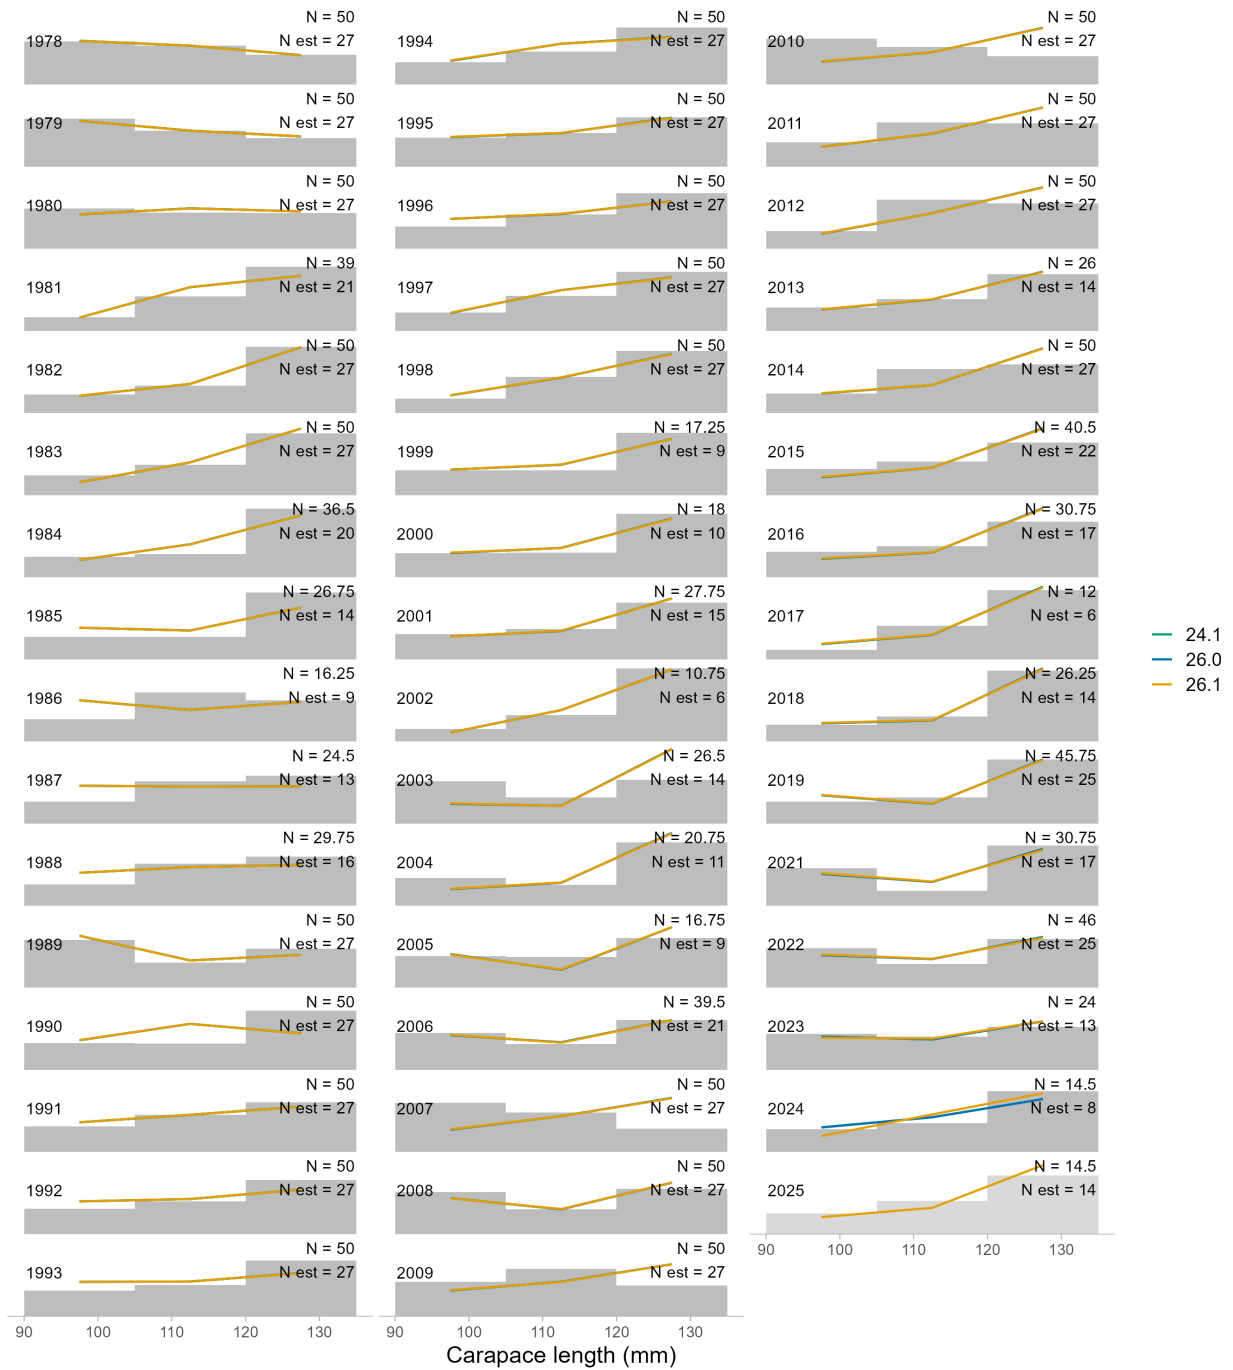 1978 N = 50
N est = 27
1979 N = 50
N est = 27
1980 N = 50
N est = 27
1981 N = 39
N est = 21
1982 N = 50
N est = 27
1983 N = 50
N est = 27
1984 N = 36.5
N est = 20
1985 N = 26.75
N est = 14
1986 N = 16.25
N est = 9
1987 N = 24.5
N est = 13
1988 N = 29.75
N est = 16
1989 N = 50
N est = 27
1990 N = 50
N est = 27
1991 N = 50
N est = 27
1992 N = 50
N est = 27
1993 N = 50
N est = 27
90 100 110 120 130
1994 N = 50
N est = 27
1995 N = 50
N est = 27
1996 N = 50
N est = 27
1997 N = 50
N est = 27
1998 N = 50
N est = 27
1999 N = 17.25
N est = 9
2000 N = 18
N est = 10
2001 N = 27.75
N est = 15
2002 N = 10.75
N est = 6
2003 N = 26.5
N est = 14
2004 N = 20.75
N est = 11
2005 N = 16.75
N est = 9
2006 N = 39.5
N est = 21
2007 N = 50
N est = 27
2008 N = 50
N est = 27
2009 N = 50
N est = 27
90 100 110 120 130
2010 N = 50
N est = 27
2011 N = 50
N est = 27
2012 N = 50
N est = 27
2013 N = 26
N est = 14
2014 N = 50
N est = 27
2015 N = 40.5
N est = 22
2016 N = 30.75
N est = 17
2017 N = 12
N est = 6
2018 N = 26.25
N est = 14
2019 N = 45.75
N est = 25
2021 N = 30.75
N est = 17
2022 N = 46
N est = 25
2023 N = 24
N est = 13
2024 N = 14.5
N est = 8
2025 N = 14.5
N est = 14
90 100 110 120 130
Carapace length (mm)
24.1
26.0
26.1